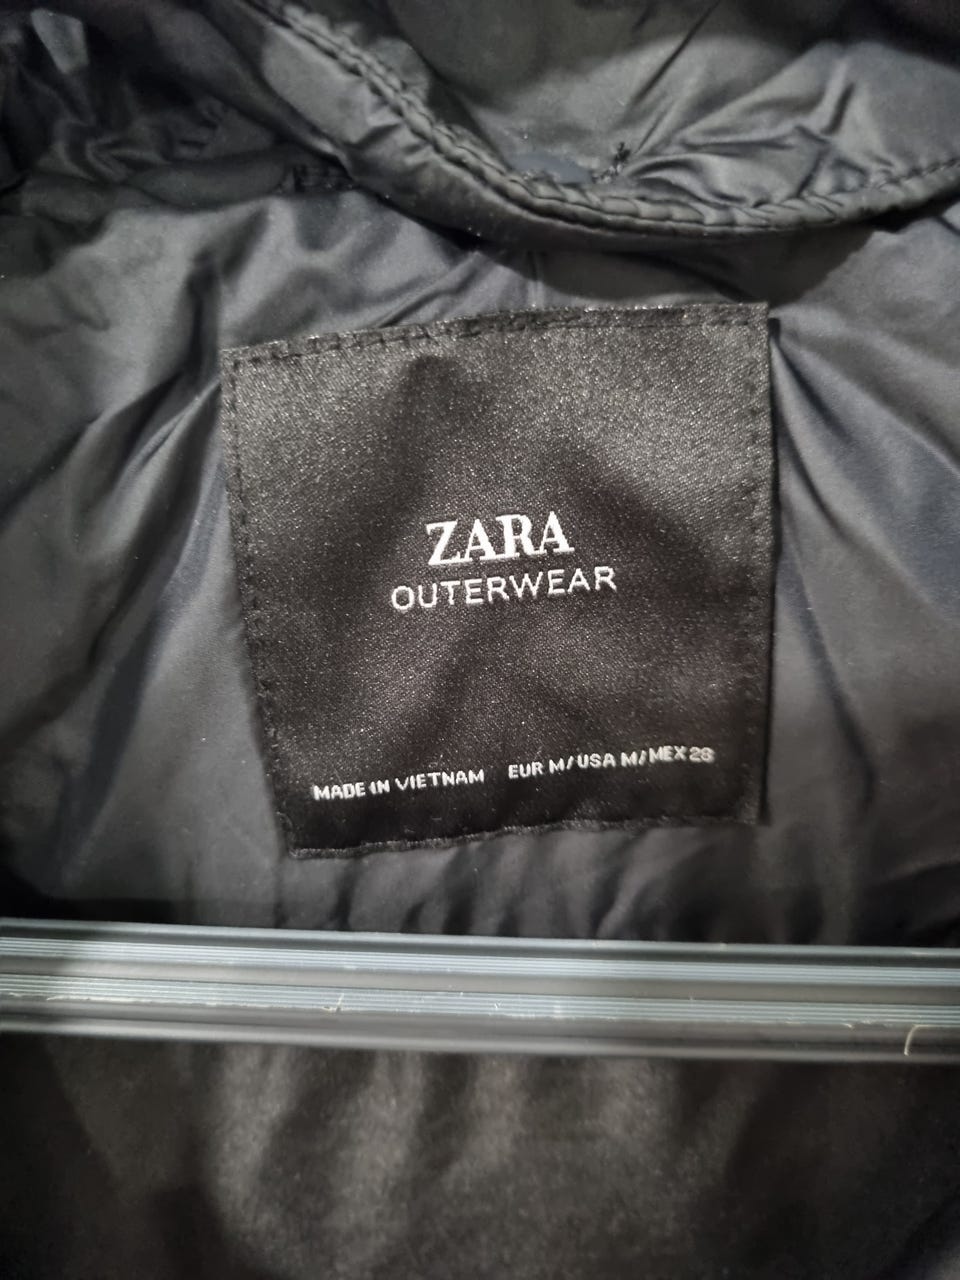 ZARA
OUTERWEAR
MADE IN VIETNAM EUR M/USA M/MEX 28